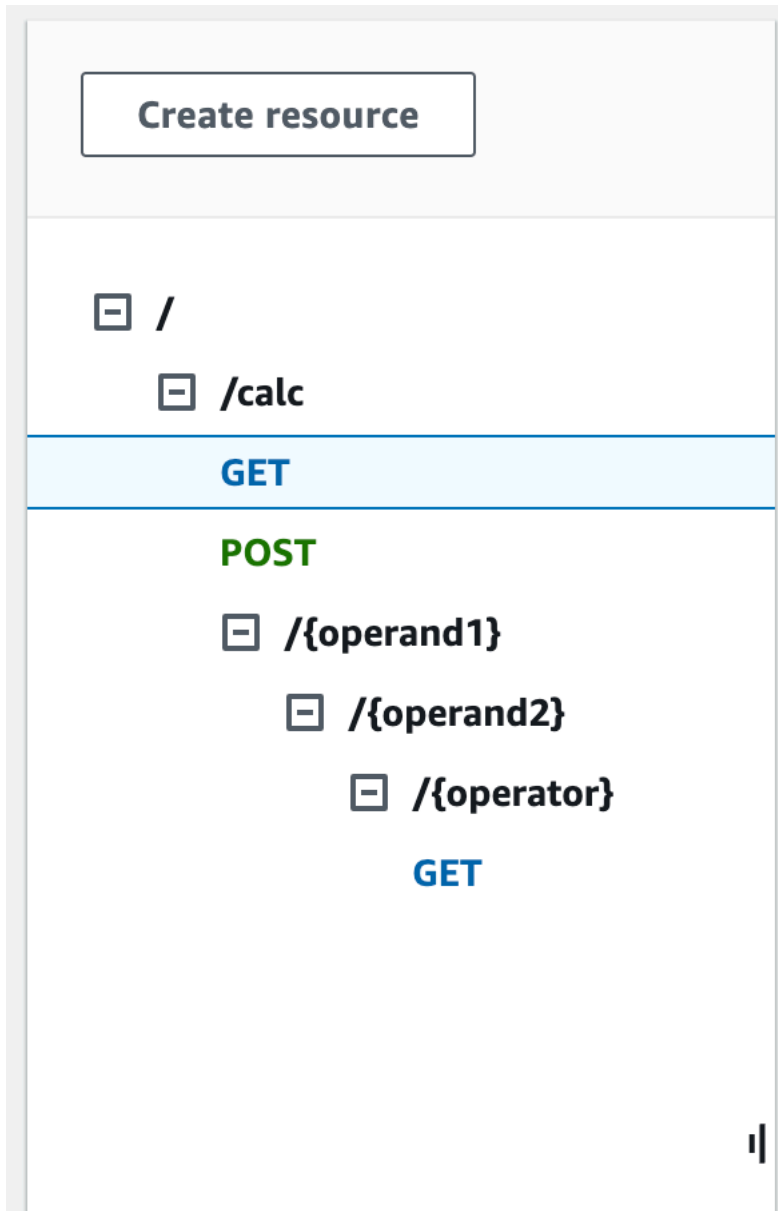 Create resource
/
/calc
GET
POST
/{operand1}
/{operand2}
/{operator}
GET